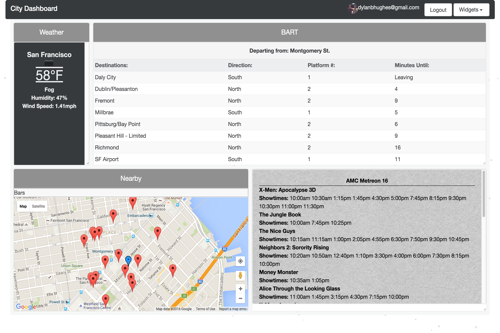 City Dashboard
dylanbhughes@gmail.com
Logout
Widgets
Weather
San Francisco
58°F
Fog
Humidity: 47%
Wind Speed: 1.41mph
BART
Departing from: Montgomery St.
Destinations: Direction: Platform #: Minutes Until:
Daly City South 1 Leaving
Dublin/Pleasanton North 2 4
Fremont North 2 9
Millbrae South 1 5
Pittsburg/Bay Point North 2 6
Pleasant Hill - Limited North 2 9
Richmond North 2 16
SF Airport South 1 11
Nearby
Bars
Map Satellite
Google
Map Data ©2016 Google Terms of Use Report a map error
AMC Metreon 16
X-Men: Apocalypse 3D
Showtimes: 10:00am 10:30am 1:15pm 1:45pm 4:30pm 5:00pm 7:45pm 8:15pm 9:30pm
10:30pm 11:00pm 11:30pm
The Jungle Book
Showtimes: 10:00am 7:45pm 10:25pm
The Nice Guys
Showtimes: 10:15am 11:15am 1:00pm 2:05pm 4:55pm 6:30pm 7:50pm 9:30pm 10:45pm
Neighbors 2: Sorority Rising
Showtimes: 10:20am 10:50am 12:40pm 1:10pm 3:30pm 4:00pm 6:00pm 7:30pm 8:15pm
10:00pm
Money Monster
Showtimes: 10:35am 1:05pm
Alice Through the Looking Glass
Showtimes: 11:00am 1:45pm 3:15pm 4:30pm 7:15pm 10:00pm